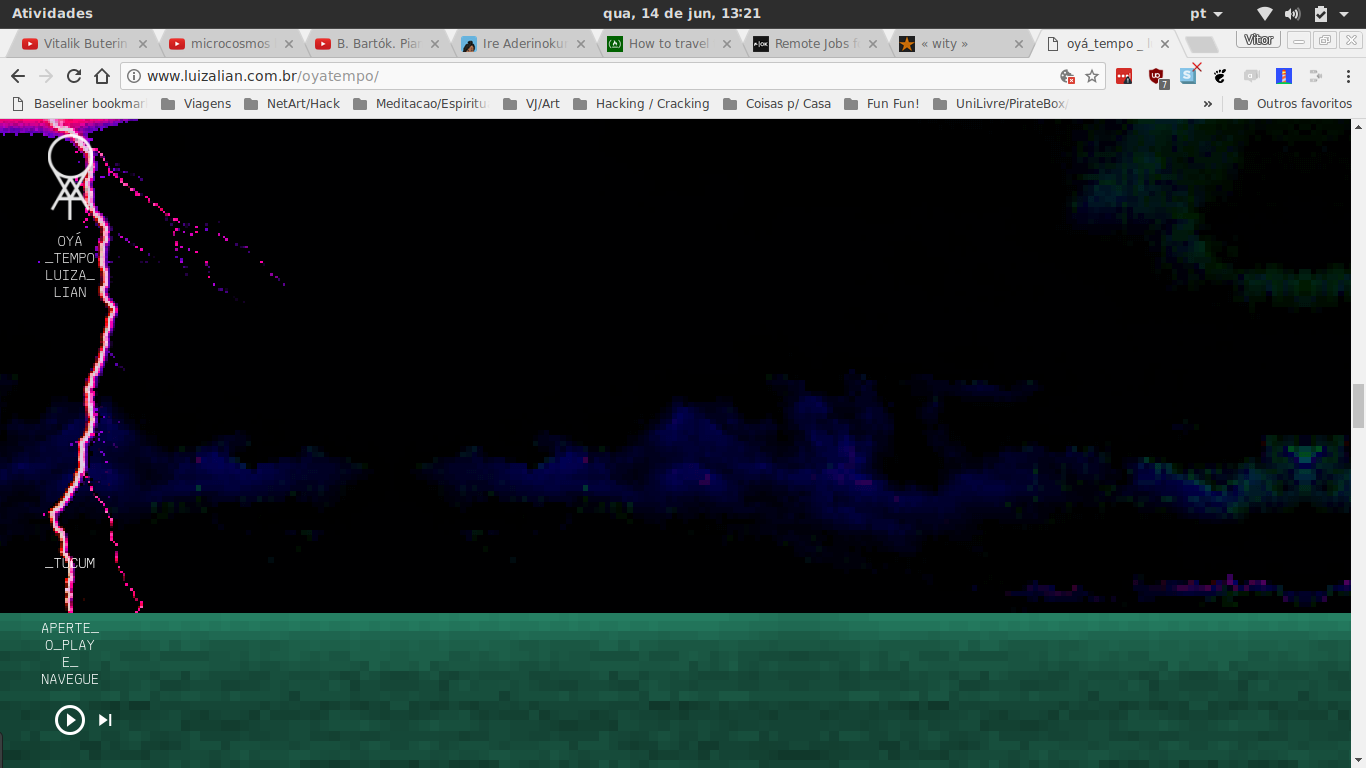 Atividades
qua, 14 de jun, 13:21
pt
Vitalik Buterin
microcosmos
B. Bartók. Pian
Ire Aderinokun
How to travel
Remote Jobs f
« wity »
oyá_tempo _
Vitor
www.luizalian.com.br/oyatempo/
7
Baseliner bookmar
Viagens
NetArt/Hack
Meditacao/Espiritu
VJ/Art
Hacking / Cracking
Coisas p/ Casa
Fun Fun!
UniLivre/PirateBox/
»
Outros favoritos
OYÁ
_TEMPO
LUIZA_
LIAN
_TUCUM
APERTE_
O_PLAY
E_
NAVEGUE